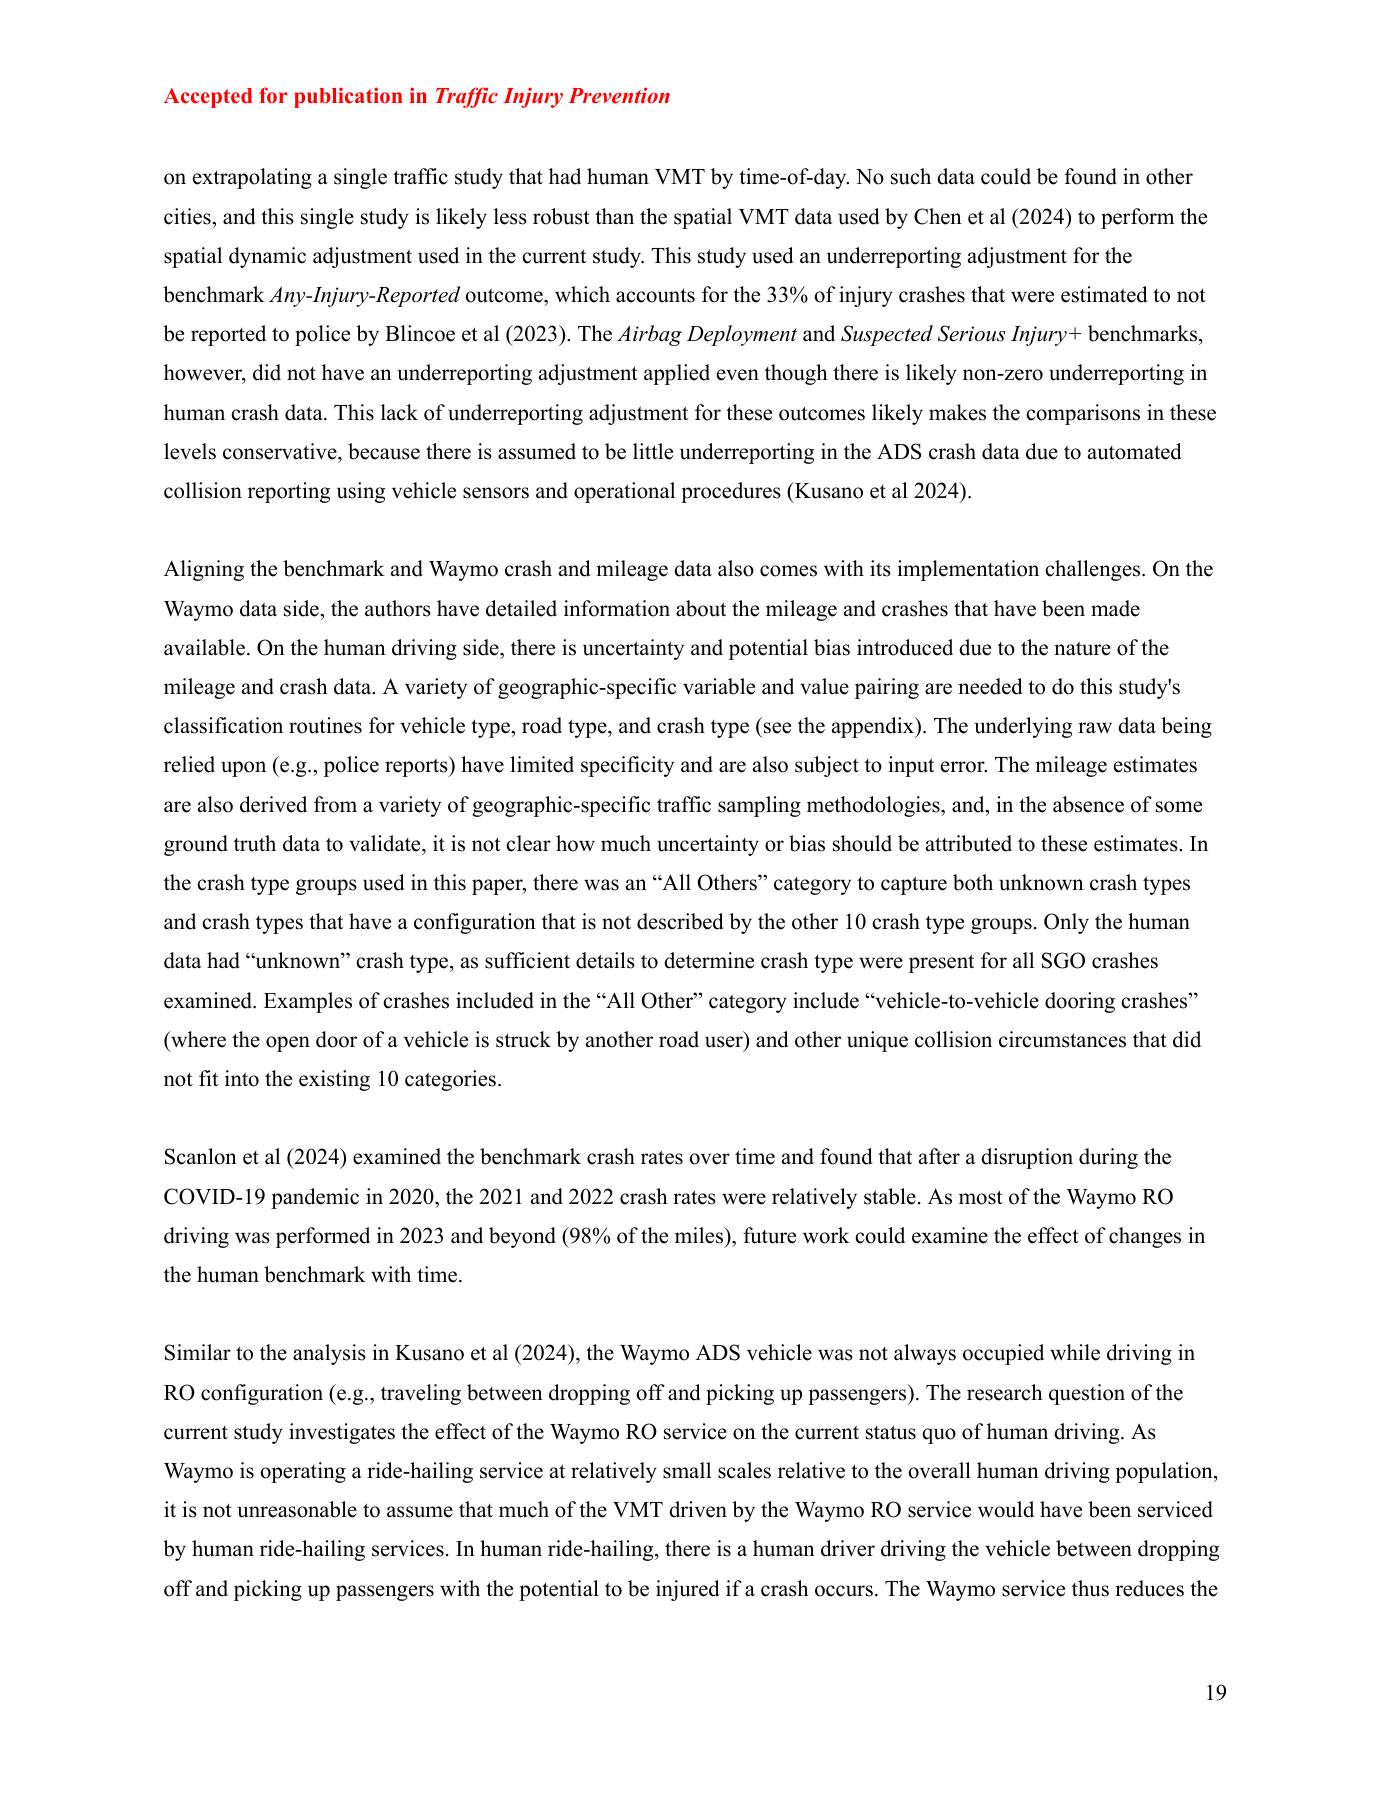 Accepted for publication in Traffic Injury Prevention
on extrapolating a single traffic study that had human VMT by time-of-day. No such data could be found in other
cities, and this single study is likely less robust than the spatial VMT data used by Chen et al (2024) to perform the
spatial dynamic adjustment used in the current study. This study used an underreporting adjustment for the
benchmark Any-Injury-Reported outcome, which accounts for the 33% of injury crashes that were estimated to not
be reported to police by Blincoe et al (2023). The Airbag Deployment and Suspected Serious Injury+ benchmarks,
however, did not have an underreporting adjustment applied even though there is likely non-zero underreporting in
human crash data. This lack of underreporting adjustment for these outcomes likely makes the comparisons in these
levels conservative, because there is assumed to be little underreporting in the ADS crash data due to automated
collision reporting using vehicle sensors and operational procedures (Kusano et al 2024).
Aligning the benchmark and Waymo crash and mileage data also comes with its implementation challenges. On the
Waymo data side, the authors have detailed information about the mileage and crashes that have been made
available. On the human driving side, there is uncertainty and potential bias introduced due to the nature of the
mileage and crash data. A variety of geographic-specific variable and value pairing are needed to do this study's
classification routines for vehicle type, road type, and crash type (see the appendix). The underlying raw data being
relied upon (e.g., police reports) have limited specificity and are also subject to input error. The mileage estimates
are also derived from a variety of geographic-specific traffic sampling methodologies, and, in the absence of some
ground truth data to validate, it is not clear how much uncertainty or bias should be attributed to these estimates. In
the crash type groups used in this paper, there was an “All Others” category to capture both unknown crash types
and crash types that have a configuration that is not described by the other 10 crash type groups. Only the human
data had “unknown” crash type, as sufficient details to determine crash type were present for all SGO crashes
examined. Examples of crashes included in the “All Other” category include “vehicle-to-vehicle dooring crashes”
(where the open door of a vehicle is struck by another road user) and other unique collision circumstances that did
not fit into the existing 10 categories.
Scanlon et al (2024) examined the benchmark crash rates over time and found that after a disruption during the
COVID-19 pandemic in 2020, the 2021 and 2022 crash rates were relatively stable. As most of the Waymo RO
driving was performed in 2023 and beyond (98% of the miles), future work could examine the effect of changes in
the human benchmark with time.
Similar to the analysis in Kusano et al (2024), the Waymo ADS vehicle was not always occupied while driving in
RO configuration (e.g., traveling between dropping off and picking up passengers). The research question of the
current study investigates the effect of the Waymo RO service on the current status quo of human driving. As
Waymo is operating a ride-hailing service at relatively small scales relative to the overall human driving population,
it is not unreasonable to assume that much of the VMT driven by the Waymo RO service would have been serviced
by human ride-hailing services. In human ride-hailing, there is a human driver driving the vehicle between dropping
off and picking up passengers with the potential to be injured if a crash occurs. The Waymo service thus reduces the
19